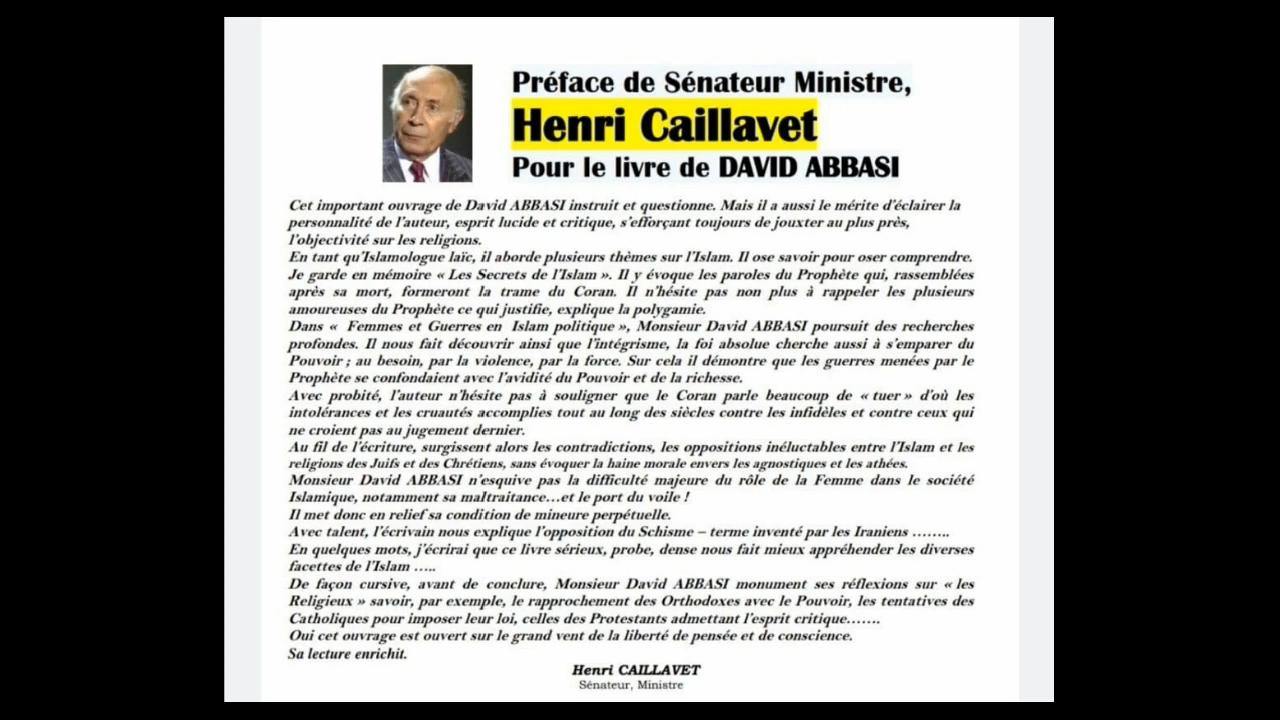 Préface de Sénateur Ministre,
Henri Caillavet
Pour le livre de DAVID ABBASI
Cet important ouvrage de David ABBASI instruit et questionne. Mais il a aussi le mérite d'éclairer la
personnalité de l'auteur, esprit lucide et critique, s'efforçant toujours de jouxter au plus près,
l'objectivité sur les religions.
En tant qu'Islamologue laïc, il aborde plusieurs thèmes sur l'Islam. Il ose savoir pour oser comprendre.
Je garde en mémoire « Les Secrets de l'Islam ». Il y évoque les paroles du Prophète qui, rassemblées
après sa mort, formeront la trame du Coran. Il n'hésite pas non plus à rappeler les plusieurs
amoureuses du Prophète ce qui justifie, explique la polygamie.
Dans « Femmes et Guerres en Islam politique », Monsieur David ABBASI poursuit des recherches
profondes. Il nous fait découvrir ainsi que l'intégrisme, la foi absolue cherche aussi à s'emparer du
Pouvoir ; au besoin, par la violence, par la force. Sur cela il démontre que les guerres menées par le
Prophète se confondaient avec l'avidité du Pouvoir et de la richesse.
Avec probité, l'auteur n'hésite pas à souligner que le Coran parle beaucoup de « tuer » d'où les
intolérances et les cruautés accomplies tout au long des siècles contre les infidèles et contre ceux qui
ne croient pas au jugement dernier.
Au fil de l'écriture, surgissent alors les contradictions, les oppositions inéluctables entre l'Islam et les
religions des Juifs et des Chrétiens, sans évoquer la haine morale envers les agnostiques et les athées.
Monsieur David ABBASI n'esquive pas la difficulté majeure du rôle de la Femme dans le société
Islamique, notamment sa maltraitance…et le port du voile !
Il met donc en relief sa condition de mineure perpétuelle.
Avec talent, l'écrivain nous explique l'opposition du Schisme – terme inventé par les Iraniens ……..
En quelques mots, j'écrirai que ce livre sérieux, probe, dense nous fait mieux appréhender les diverses
facettes de l'Islam …..
De façon cursive, avant de conclure, Monsieur David ABBASI monument ses réflexions sur « les
Religieux » savoir, par exemple, le rapprochement des Orthodoxes avec le Pouvoir, les tentatives des
Catholiques pour imposer leur loi, celles des Protestants admettant l'esprit critique…….
Oui cet ouvrage est ouvert sur le grand vent de la liberté de pensée et de conscience.
Sa lecture enrichit.
Henri CAILLAVET
Sénateur, Ministre